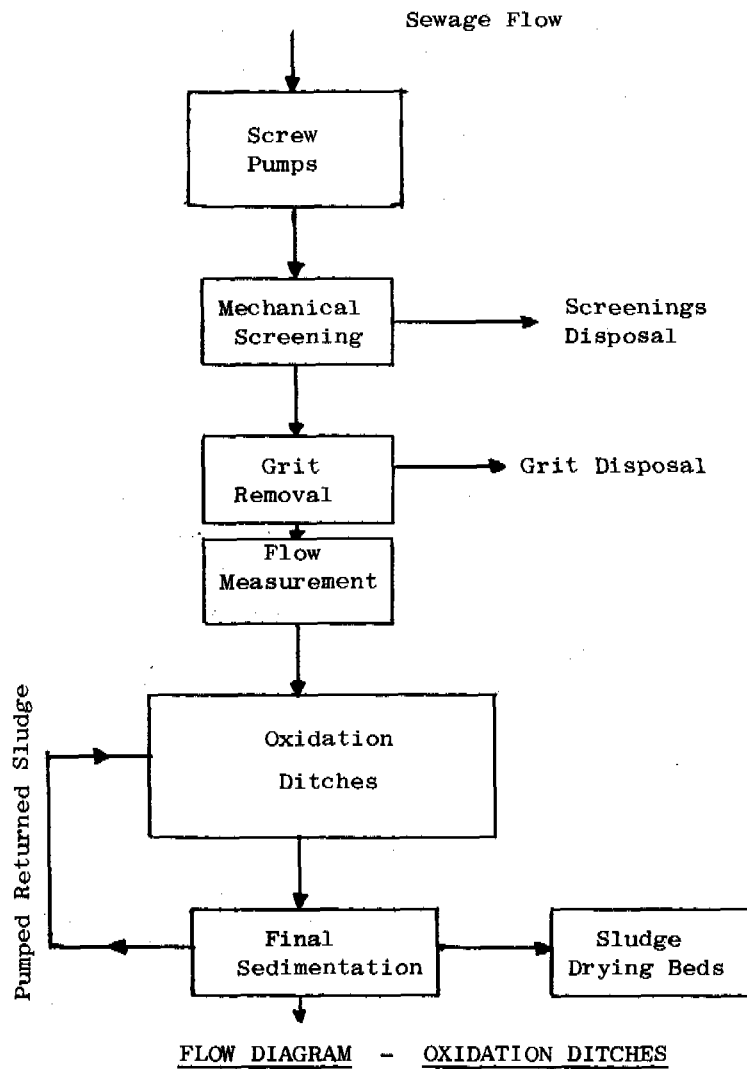 Sewage Flow
Screw
Pumps
Mechanical
Screening
Screenings
Disposal
Grit
Removal
Grit Disposal
Flow
Measurement
Pumped Returned Sludge
Oxidation
Ditches
Final
Sedimentation
Sludge
Drying Beds
FLOW DIAGRAM - OXIDATION DITCHES